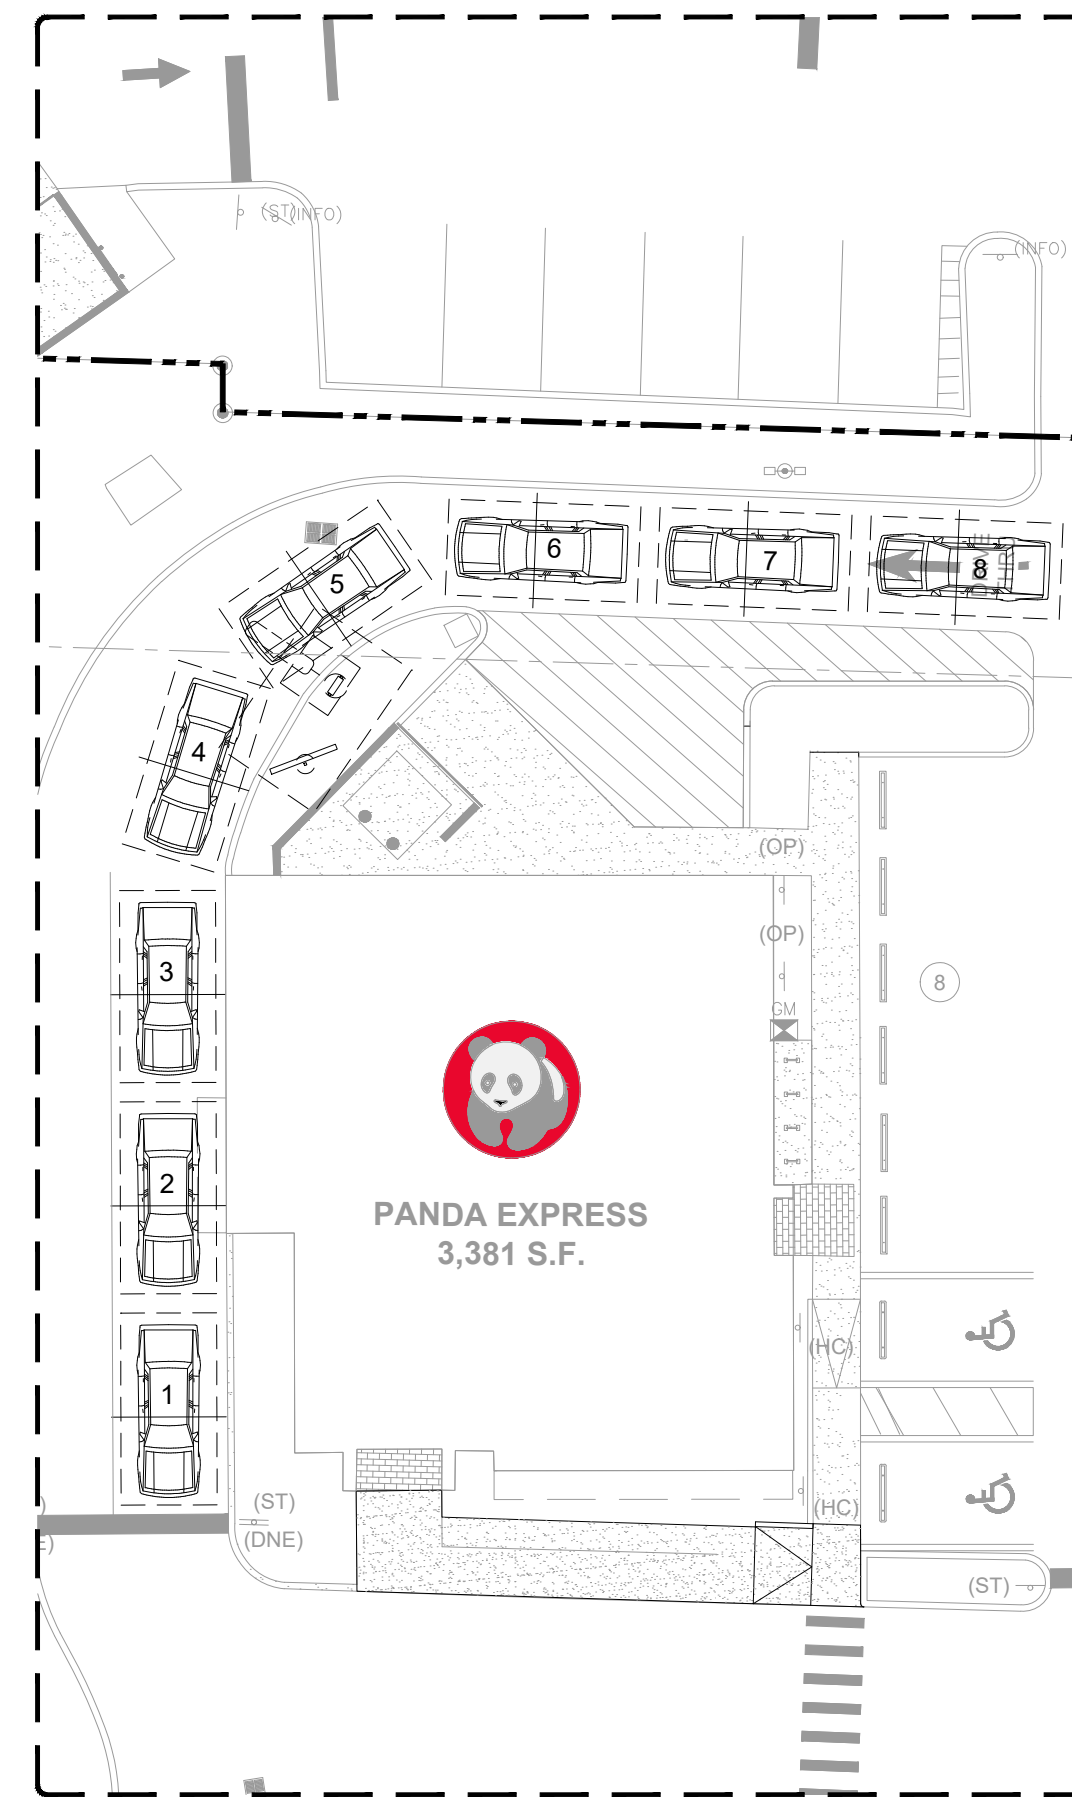 (ST)
(INFO)
(INFO)
6
7
8
DRIVE
5
4
(OP)
(OP)
3
8
GM
2
PANDA EXPRESS
3,381 S.F.
(HC)
1
(ST)
(HC)
(DNE)
(ST)